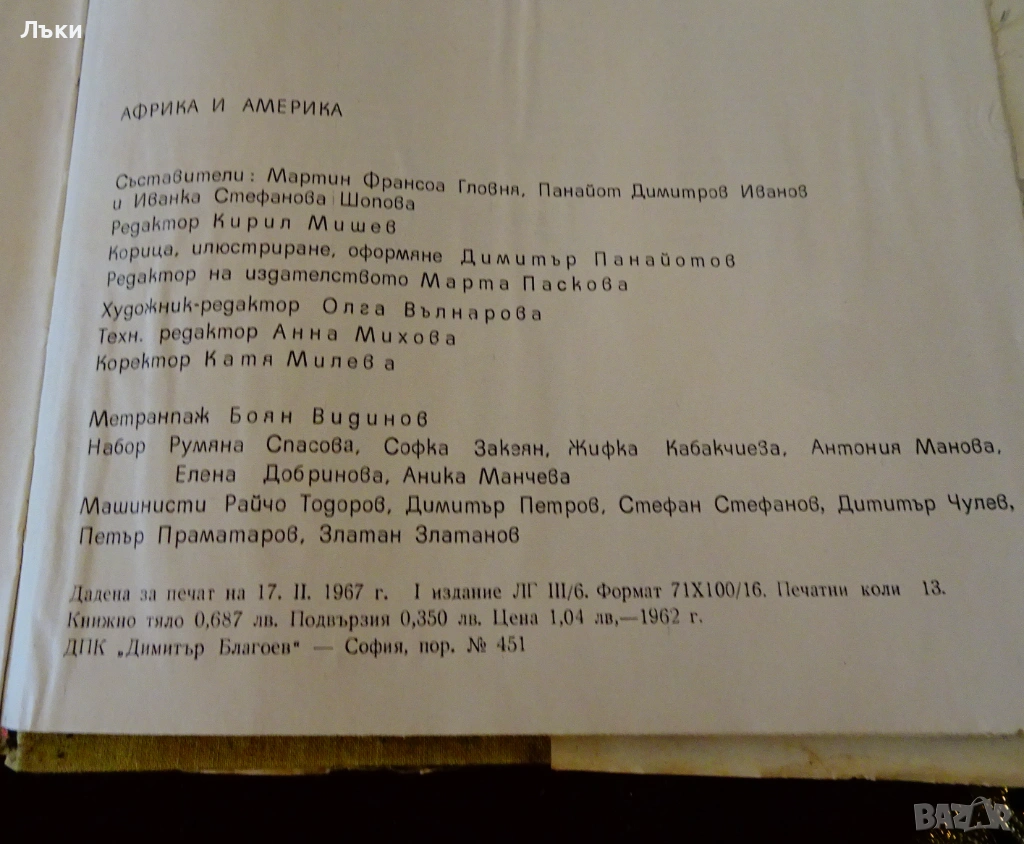 Лъки
АФРИКА И АМЕРИКА
Съставители: Мартин Франсоа Гловня, Панайот Димитров Иванов
и Иванка Стефанова Шопова
Редактор Кирил Мишев
Корица, илюстриране, оформяне Димитър Панайотов
Редактор на издателството Марта Паскова
Художник-редактор Олга Вълнарова
Техн. редактор Анна Михова
Коректор Катя Милева
Метранпаж Боян Видинов
Набор Румяна Спасова, Софка Закеян, Жифка Кабакчиева, Антония Манова,
Елена Добринова, Аника Манчева
Машинисти Райчо Тодоров, Димитър Петров, Стефан Стефанов, Дититър Чулев,
Петър Праматаров, Златан Златанов
Дадена за печат на 17. II. 1967 г. I издание ЛГ III/6. Формат 71X100/16. Печатни коли 13.
Книжно тяло 0,687 лв. Подвързия 0,350 лв. Цена 1,04 лв,—1962 г.
ДПК „Димитър Благоев" — София, пор. № 451
BAZAR